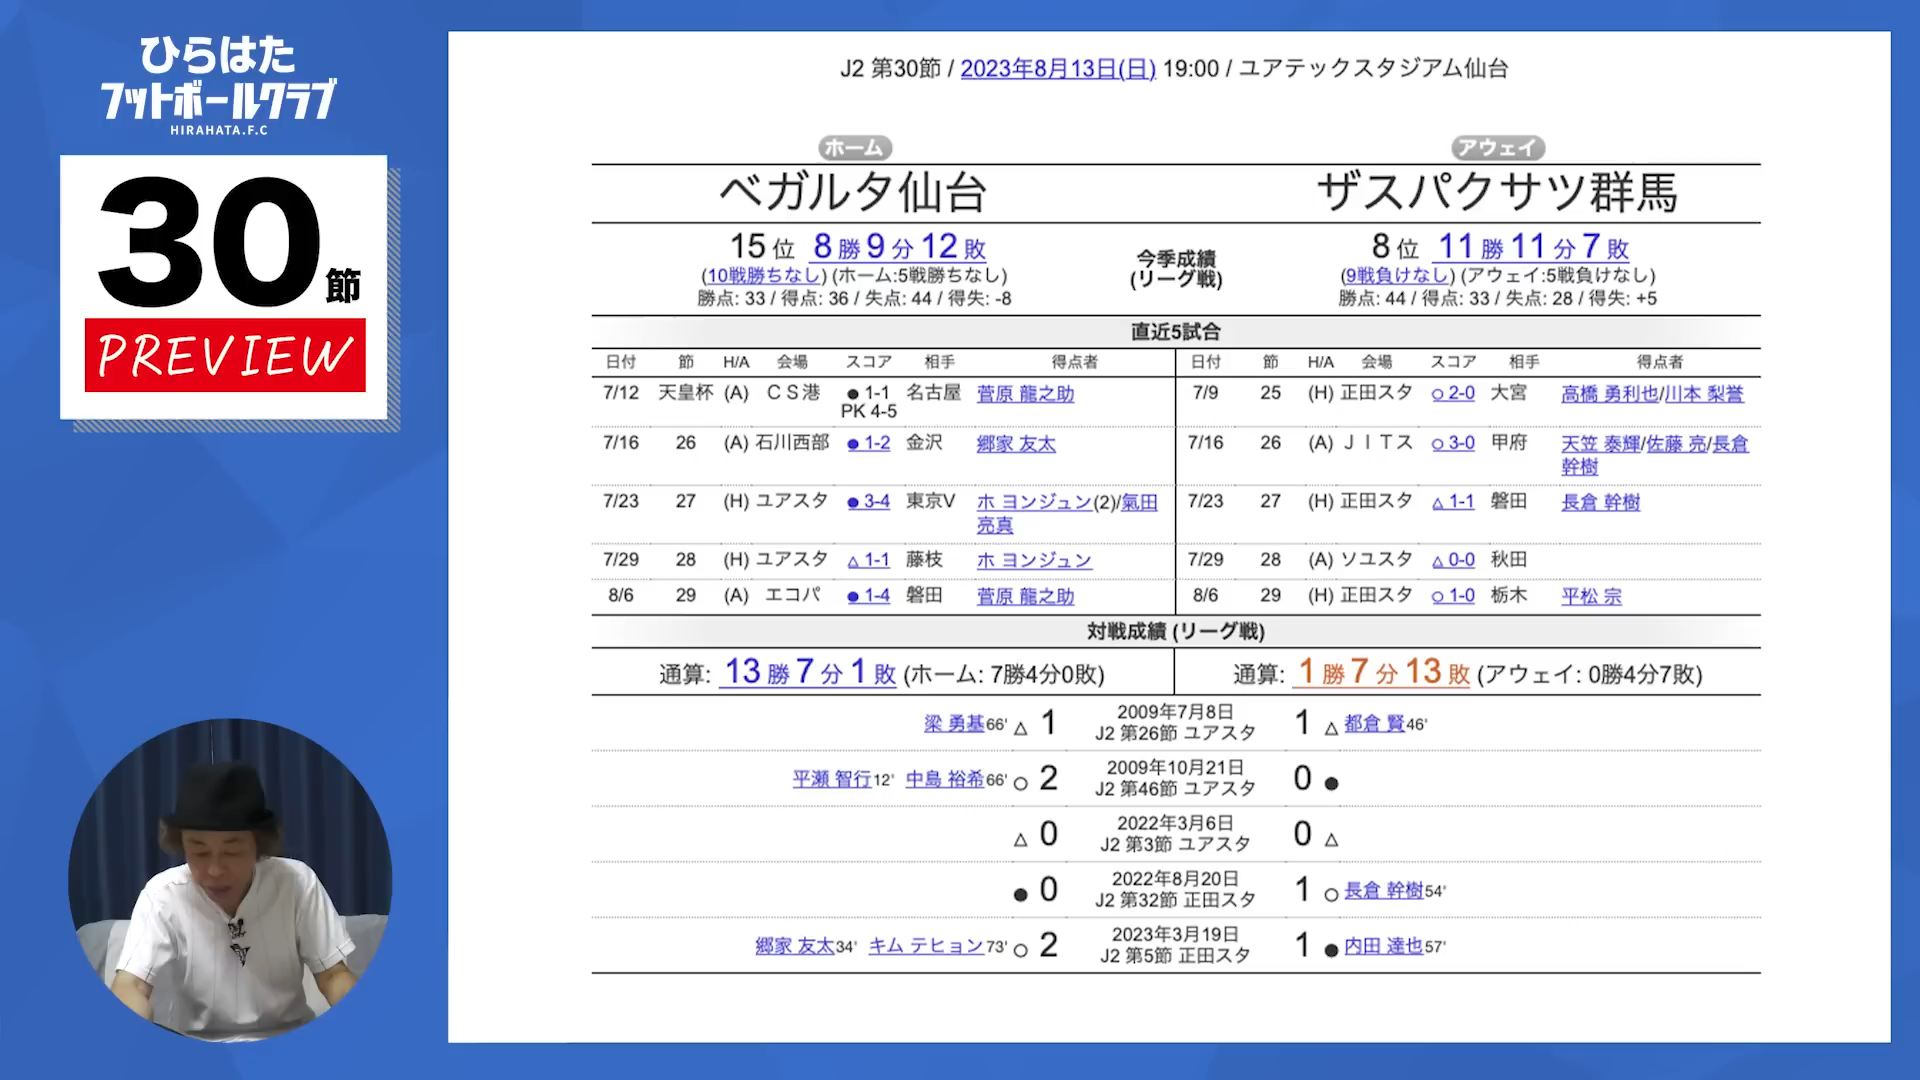 ひらはた
フットボールクラブ
HIRAHATA.F.C
30節
PREVIEW
J2 第30節 / 2023年8月13日(日) 19:00 / ユアテックスタジアム仙台
ホーム アウェイ
ベガルタ仙台 ザスパクサツ群馬
15位 8勝9分12敗 今季成績 8位 11勝11分7敗
(10戦勝ちなし) (ホーム:5戦勝ちなし) (リーグ戦) (9戦負けなし) (アウェイ:5戦負けなし)
勝点: 33 / 得点: 36 / 失点: 44 / 得失: -8 勝点: 44 / 得点: 33 / 失点: 28 / 得失: +5
直近5試合
日付 節 H/A 会場 スコア 相手 得点者 日付 節 H/A 会場 スコア 相手 得点者
7/12 天皇杯 (A) ＣＳ港 ●1-1 名古屋 菅原 龍之助 7/9 25 (H) 正田スタ ○2-0 大宮 高橋 勇利也/川本 梨誉
PK 4-5
7/16 26 (A) 石川西部 ●1-2 金沢 郷家 友太 7/16 26 (A) ＪＩＴス ○3-0 甲府 天笠 泰輝/佐藤 亮/長倉
幹樹
7/23 27 (H) ユアスタ ●3-4 東京V ホ ヨンジュン(2)/氣田 7/23 27 (H) 正田スタ △1-1 磐田 長倉 幹樹
亮真
7/29 28 (H) ユアスタ △1-1 藤枝 ホ ヨンジュン 7/29 28 (A) ソユスタ △0-0 秋田
8/6 29 (A) エコパ ●1-4 磐田 菅原 龍之助 8/6 29 (H) 正田スタ ○1-0 栃木 平松 宗
対戦成績 (リーグ戦)
通算: 13勝7分1敗 (ホーム: 7勝4分0敗) 通算: 1勝7分13敗 (アウェイ: 0勝4分7敗)
梁 勇基66' △ 1 2009年7月8日 1 △ 都倉 賢46'
J2 第26節 ユアスタ
平瀬 智行12' 中島 裕希66' ○ 2 2009年10月21日 0 ●
J2 第46節 ユアスタ
△ 0 2022年3月6日 0 △
J2 第3節 ユアスタ
● 0 2022年8月20日 1 ○ 長倉 幹樹54'
J2 第32節 正田スタ
郷家 友太34' キム テヒョン73' ○ 2 2023年3月19日 1 ● 内田 達也57'
J2 第5節 正田スタ